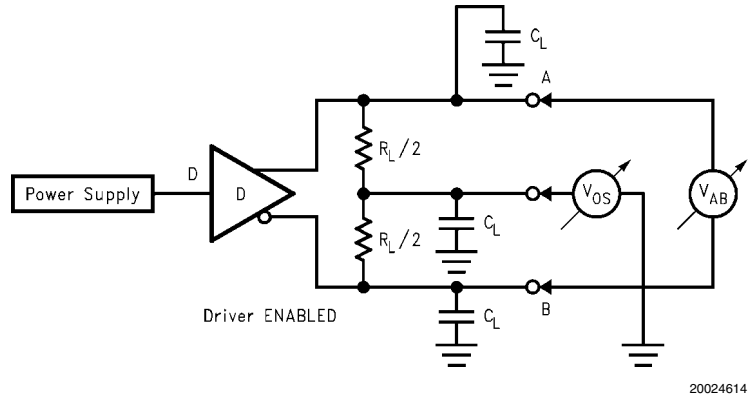 C_L
A
R_L/2
D
Power Supply
D
V_OS
V_AB
C_L
R_L/2
B
Driver ENABLED
C_L
20024614